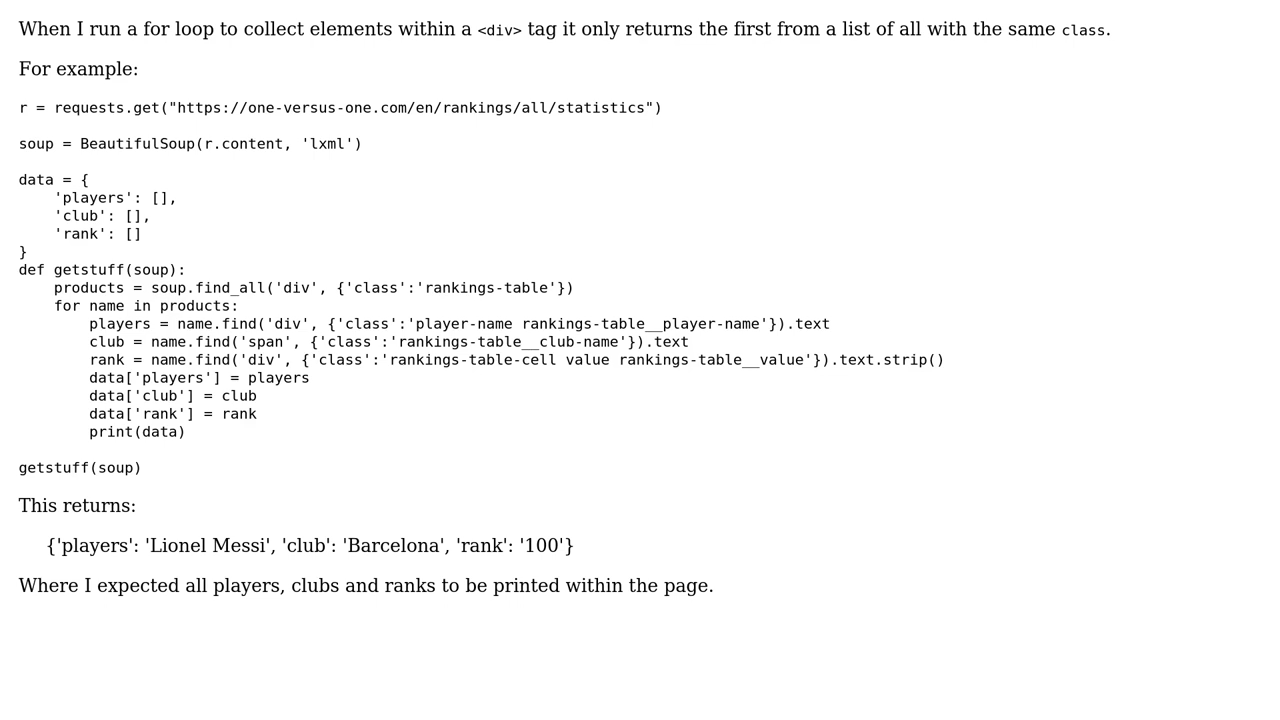 When I run a for loop to collect elements within a <div> tag it only returns the first from a list of all with the same class.
For example:
r = requests.get("https://one-versus-one.com/en/rankings/all/statistics")
soup = BeautifulSoup(r.content, 'lxml')
data = {
    'players': [],
    'club': [],
    'rank': []
}
def getstuff(soup):
    products = soup.find_all('div', {'class':'rankings-table'})
    for name in products:
        players = name.find('div', {'class':'player-name rankings-table__player-name'}).text
        club = name.find('span', {'class':'rankings-table__club-name'}).text
        rank = name.find('div', {'class':'rankings-table-cell value rankings-table__value'}).text.strip()
        data['players'] = players
        data['club'] = club
        data['rank'] = rank
        print(data)
getstuff(soup)
This returns:
{'players': 'Lionel Messi', 'club': 'Barcelona', 'rank': '100'}
Where I expected all players, clubs and ranks to be printed within the page.